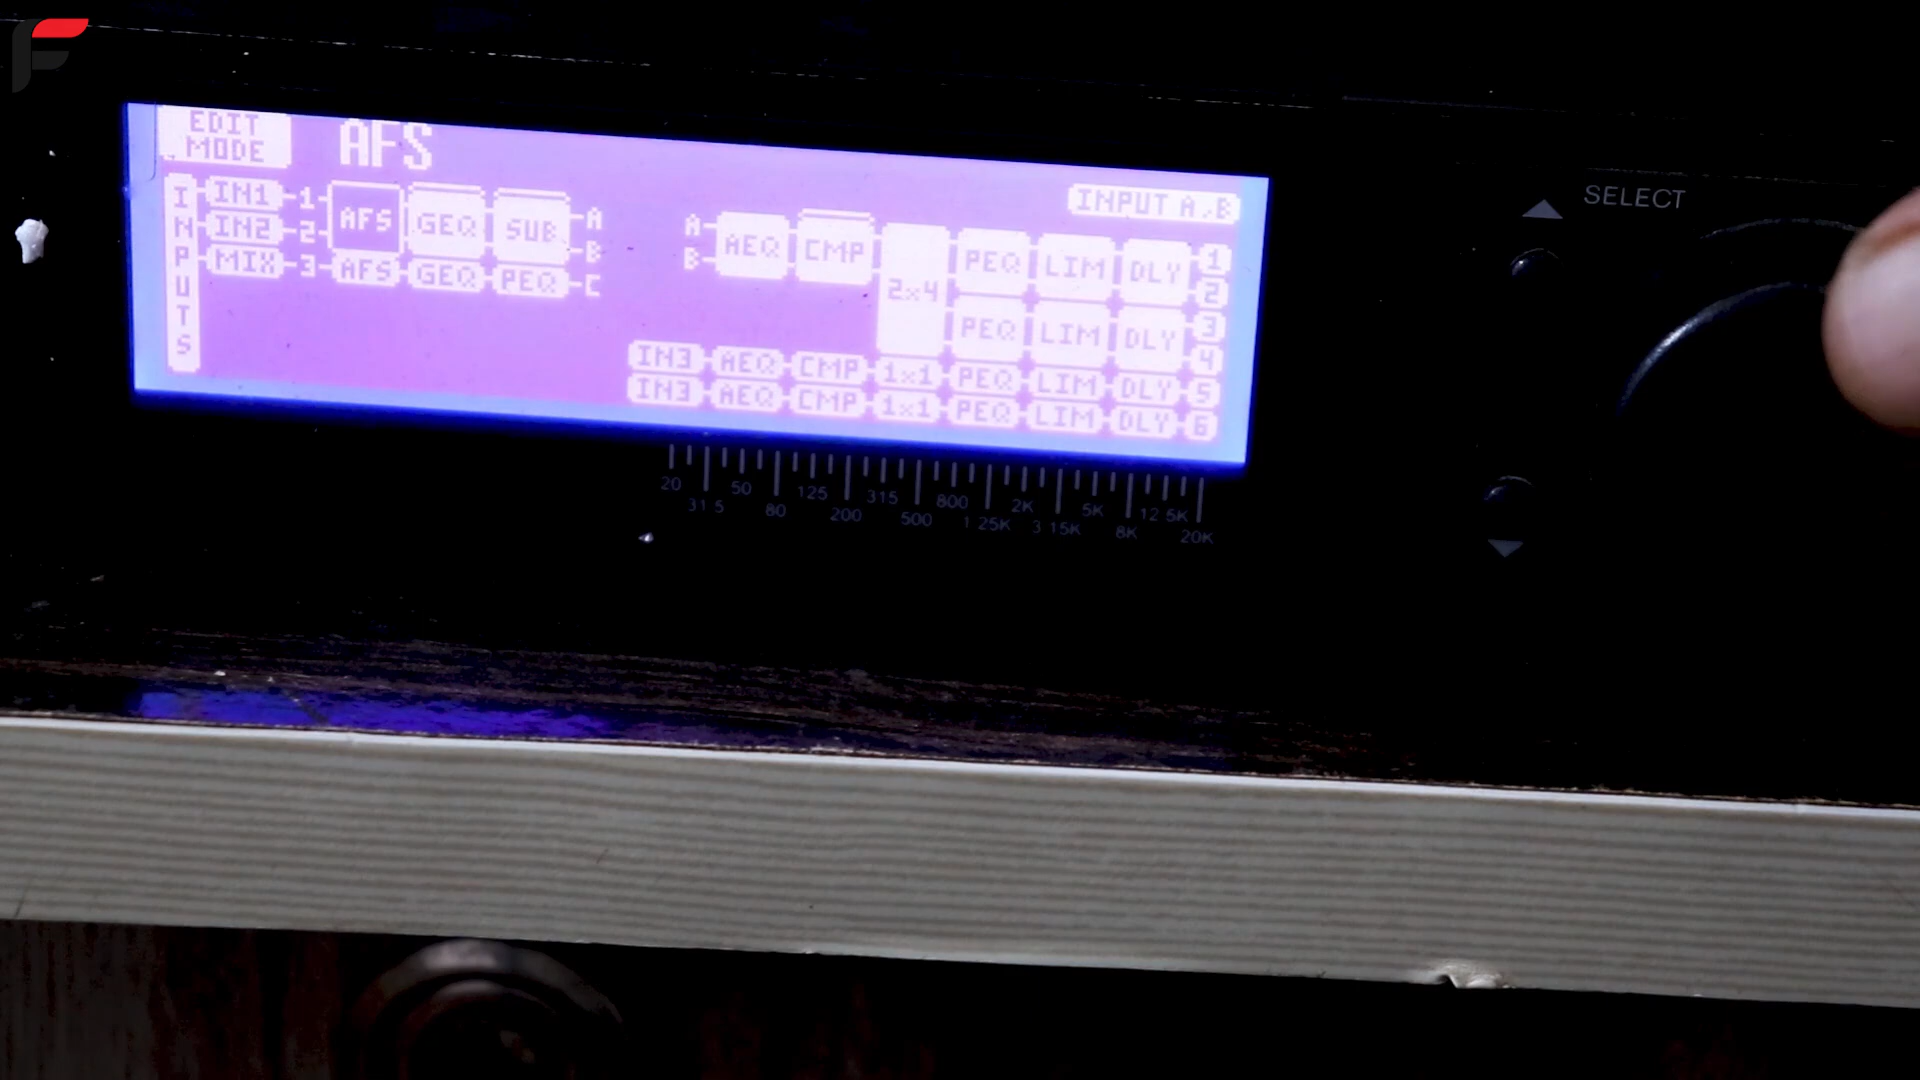 EDIT
MODE
AFS
INPUT A,B
SELECT
INPUTS
IN1 1 AFS GEQ SUB A
IN2 2 B
MIX 3 AFS GEQ PEQ C
A AEQ CMP 2x4 PEQ LIM DLY 1
B 2
PEQ LIM DLY 3
4
IN3 AEQ CMP 1x1 PEQ LIM DLY 5
IN3 AEQ CMP 1x1 PEQ LIM DLY 6
20 50 125 315 800 2K 5K 12 5K
31 5 80 200 500 1 25K 3 15K 8K 20K